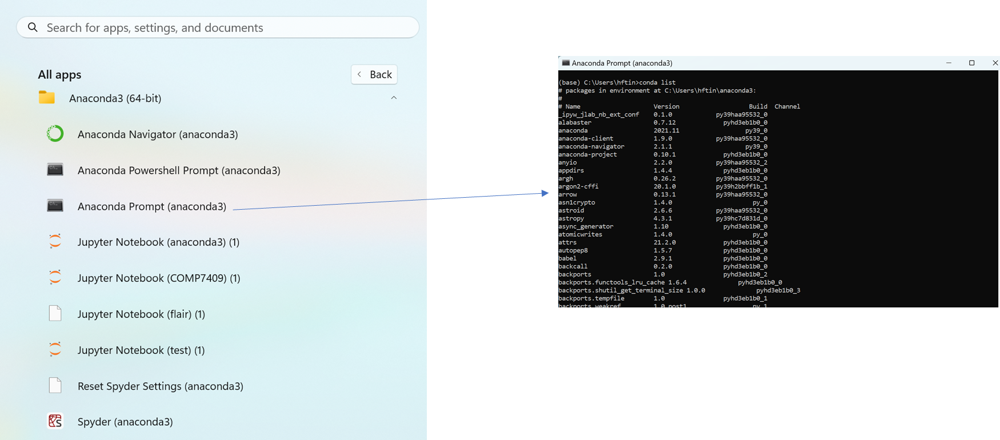 Search for apps, settings, and documents
All apps
Back
Anaconda3 (64-bit)
Anaconda Navigator (anaconda3)
Anaconda Powershell Prompt (anaconda3)
Anaconda Prompt (anaconda3)
Jupyter Notebook (anaconda3) (1)
Jupyter Notebook (COMP7409) (1)
Jupyter Notebook (flair) (1)
Jupyter Notebook (test) (1)
Reset Spyder Settings (anaconda3)
Spyder (anaconda3)
Anaconda Prompt (anaconda3)
(base) C:\Users\hftin>conda list
# packages in environment at C:\Users\hftin\anaconda3:
#
# Name Version Build Channel
_ipyw_jlab_nb_ext_conf 0.1.0 py39haa95532_0
alabaster 0.7.12 pyhd3eb1b0_0
anaconda 2021.11 py39_0
anaconda-client 1.9.0 py39haa95532_0
anaconda-navigator 2.1.1 py39_0
anaconda-project 0.10.1 pyhd3eb1b0_0
anyio 2.2.0 py39haa95532_2
appdirs 1.4.4 pyhd3eb1b0_0
argh 0.26.2 py39haa95532_0
argon2-cffi 20.1.0 py39h2bbff1b_1
arrow 0.13.1 py39haa95532_0
asn1crypto 1.4.0 py_0
astroid 2.6.6 py39haa95532_0
astropy 4.3.1 py39hc7d831d_0
async_generator 1.10 pyhd3eb1b0_0
atomicwrites 1.4.0 py_0
attrs 21.2.0 pyhd3eb1b0_0
autopep8 1.5.7 pyhd3eb1b0_0
babel 2.9.1 pyhd3eb1b0_0
backcall 0.2.0 pyhd3eb1b0_0
backports 1.0 pyhd3eb1b0_2
backports.functools_lru_cache 1.6.4 pyhd3eb1b0_0
backports.shutil_get_terminal_size 1.0.0 pyhd3eb1b0_3
backports.tempfile 1.0 pyhd3eb1b0_1
backports.weakref 1.0.post1 py_1